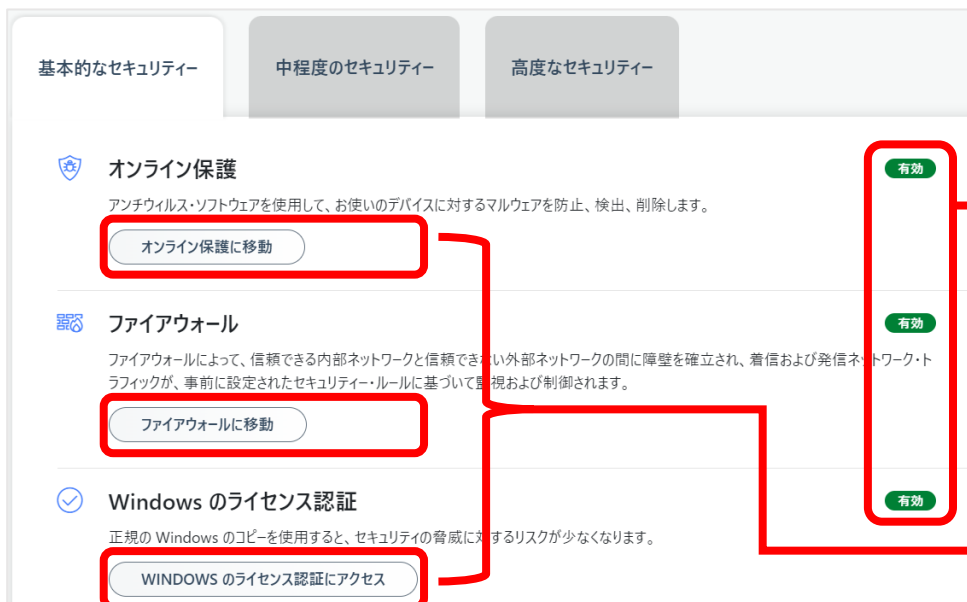 基本的なセキュリティー
中程度のセキュリティー
高度なセキュリティー
オンライン保護
有効
アンチウィルス・ソフトウェアを使用して、お使いのデバイスに対するマルウェアを防止、検出、削除します。
オンライン保護に移動
ファイアウォール
有効
ファイアウォールによって、信頼できる内部ネットワークと信頼できない外部ネットワークの間に障壁を確立され、着信および発信ネットワーク・ト
ラフィックが、事前に設定されたセキュリティー・ルールに基づいて監視および制御されます。
ファイアウォールに移動
Windows のライセンス認証
有効
正規の Windows のコピーを使用すると、セキュリティの脅威に対するリスクが少なくなります。
WINDOWS のライセンス認証にアクセス